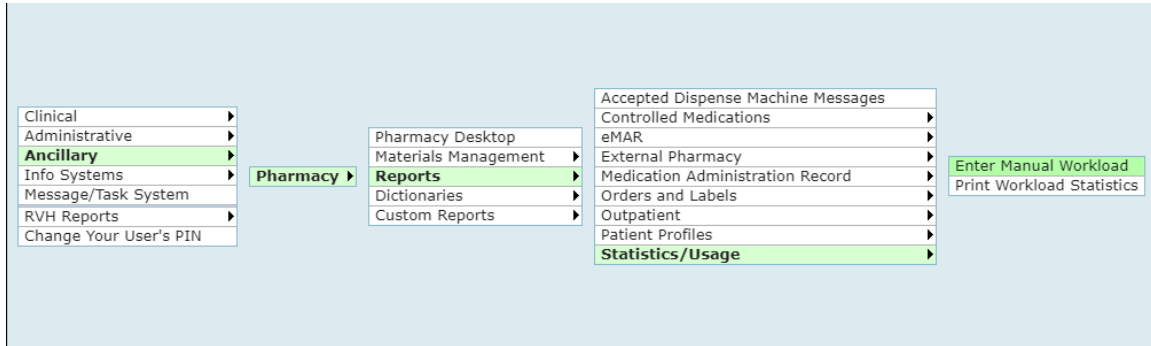 Clinical
Administrative
Ancillary
Info Systems
Message/Task System
RVH Reports
Change Your User's PIN
Pharmacy
Pharmacy Desktop
Materials Management
Reports
Dictionaries
Custom Reports
Accepted Dispense Machine Messages
Controlled Medications
eMAR
External Pharmacy
Medication Administration Record
Orders and Labels
Outpatient
Patient Profiles
Statistics/Usage
Enter Manual Workload
Print Workload Statistics